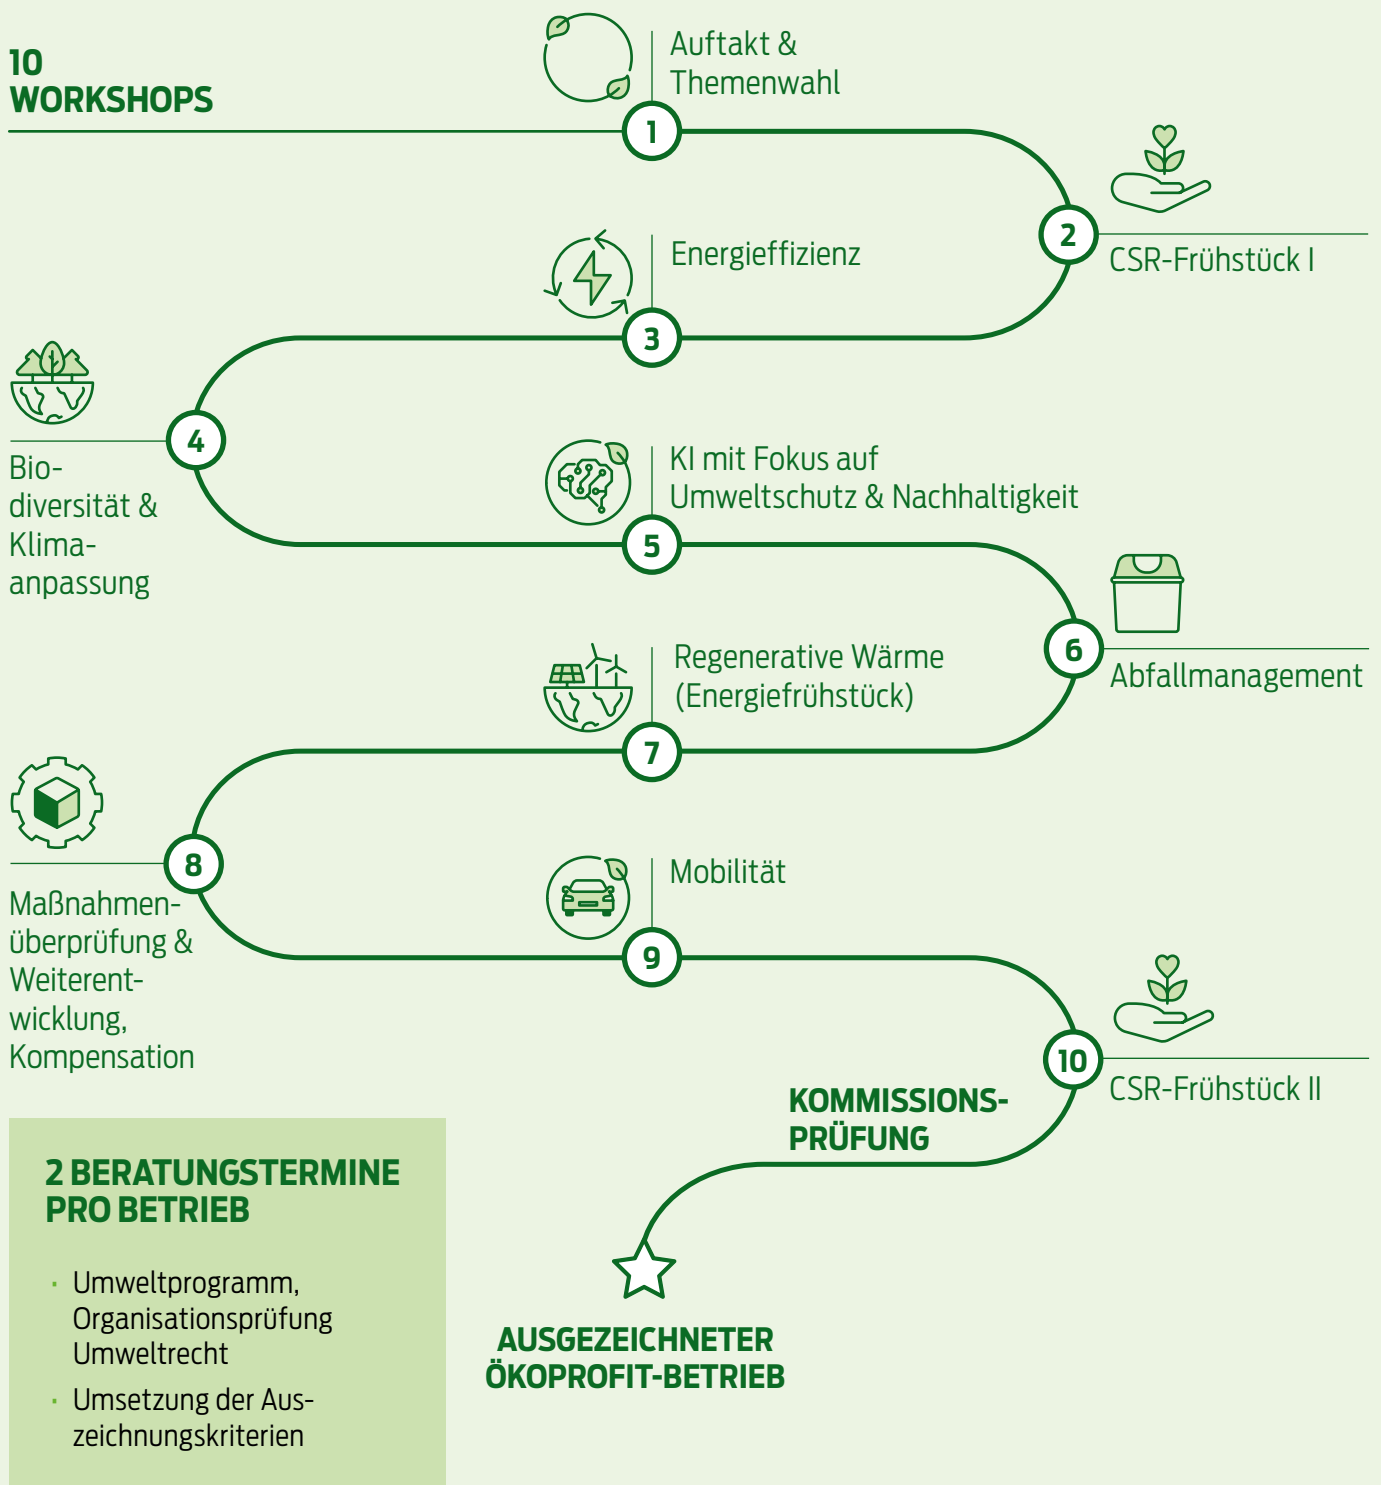 10
WORKSHOPS
Auftakt &
Themenwahl
1
2
CSR-Frühstück I
Energieffizienz
3
4
Bio-
diversität &
Klima-
anpassung
KI mit Fokus auf
Umweltschutz & Nachhaltigkeit
5
6
Abfallmanagement
Regenerative Wärme
(Energiefrühstück)
7
8
Maßnahmen-
überprüfung &
Weiterent-
wicklung,
Kompensation
Mobilität
9
10
CSR-Frühstück II
KOMMISSIONS-
PRÜFUNG
AUSGEZEICHNETER
ÖKOPROFIT-BETRIEB
2 BERATUNGSTERMINE
PRO BETRIEB
· Umweltprogramm,
Organisationsprüfung
Umweltrecht
· Umsetzung der Aus-
zeichnungskriterien